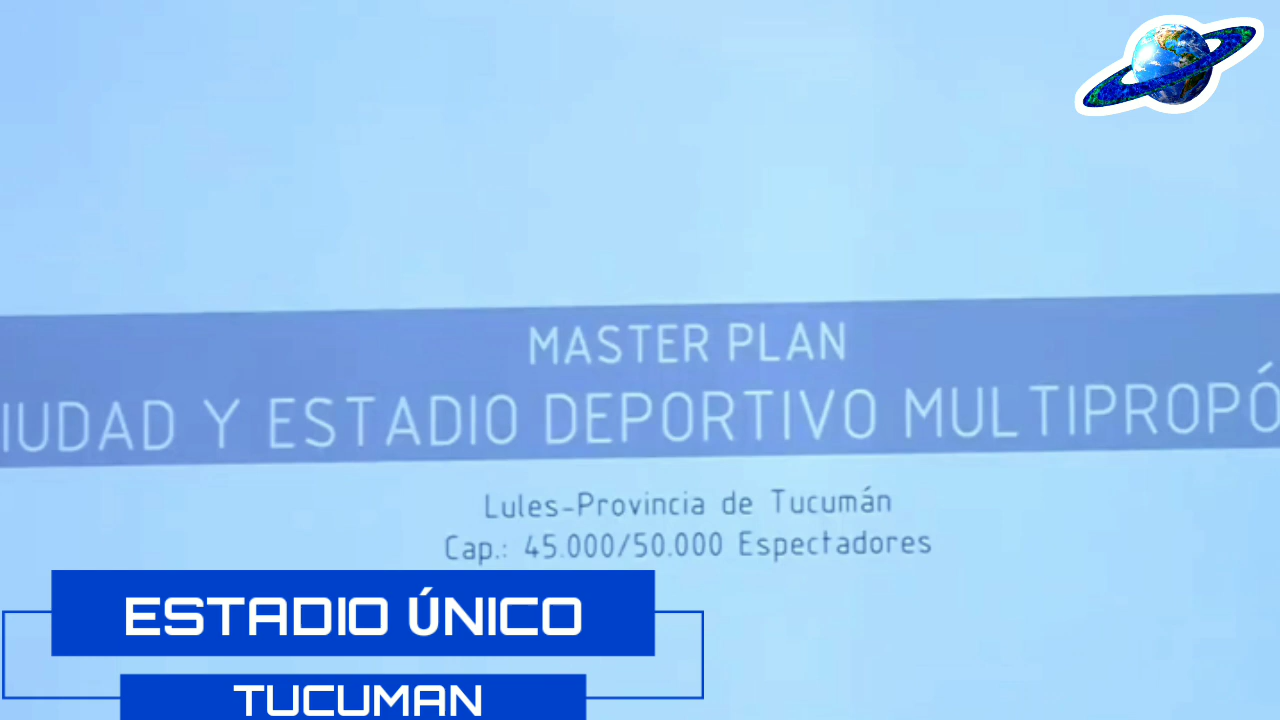 MASTER PLAN
IUDAD Y ESTADIO DEPORTIVO MULTIPROPÓ
Lules-Provincia de Tucumán
Cap.: 45.000/50.000 Espectadores
ESTADIO ÚNICO
TUCUMAN